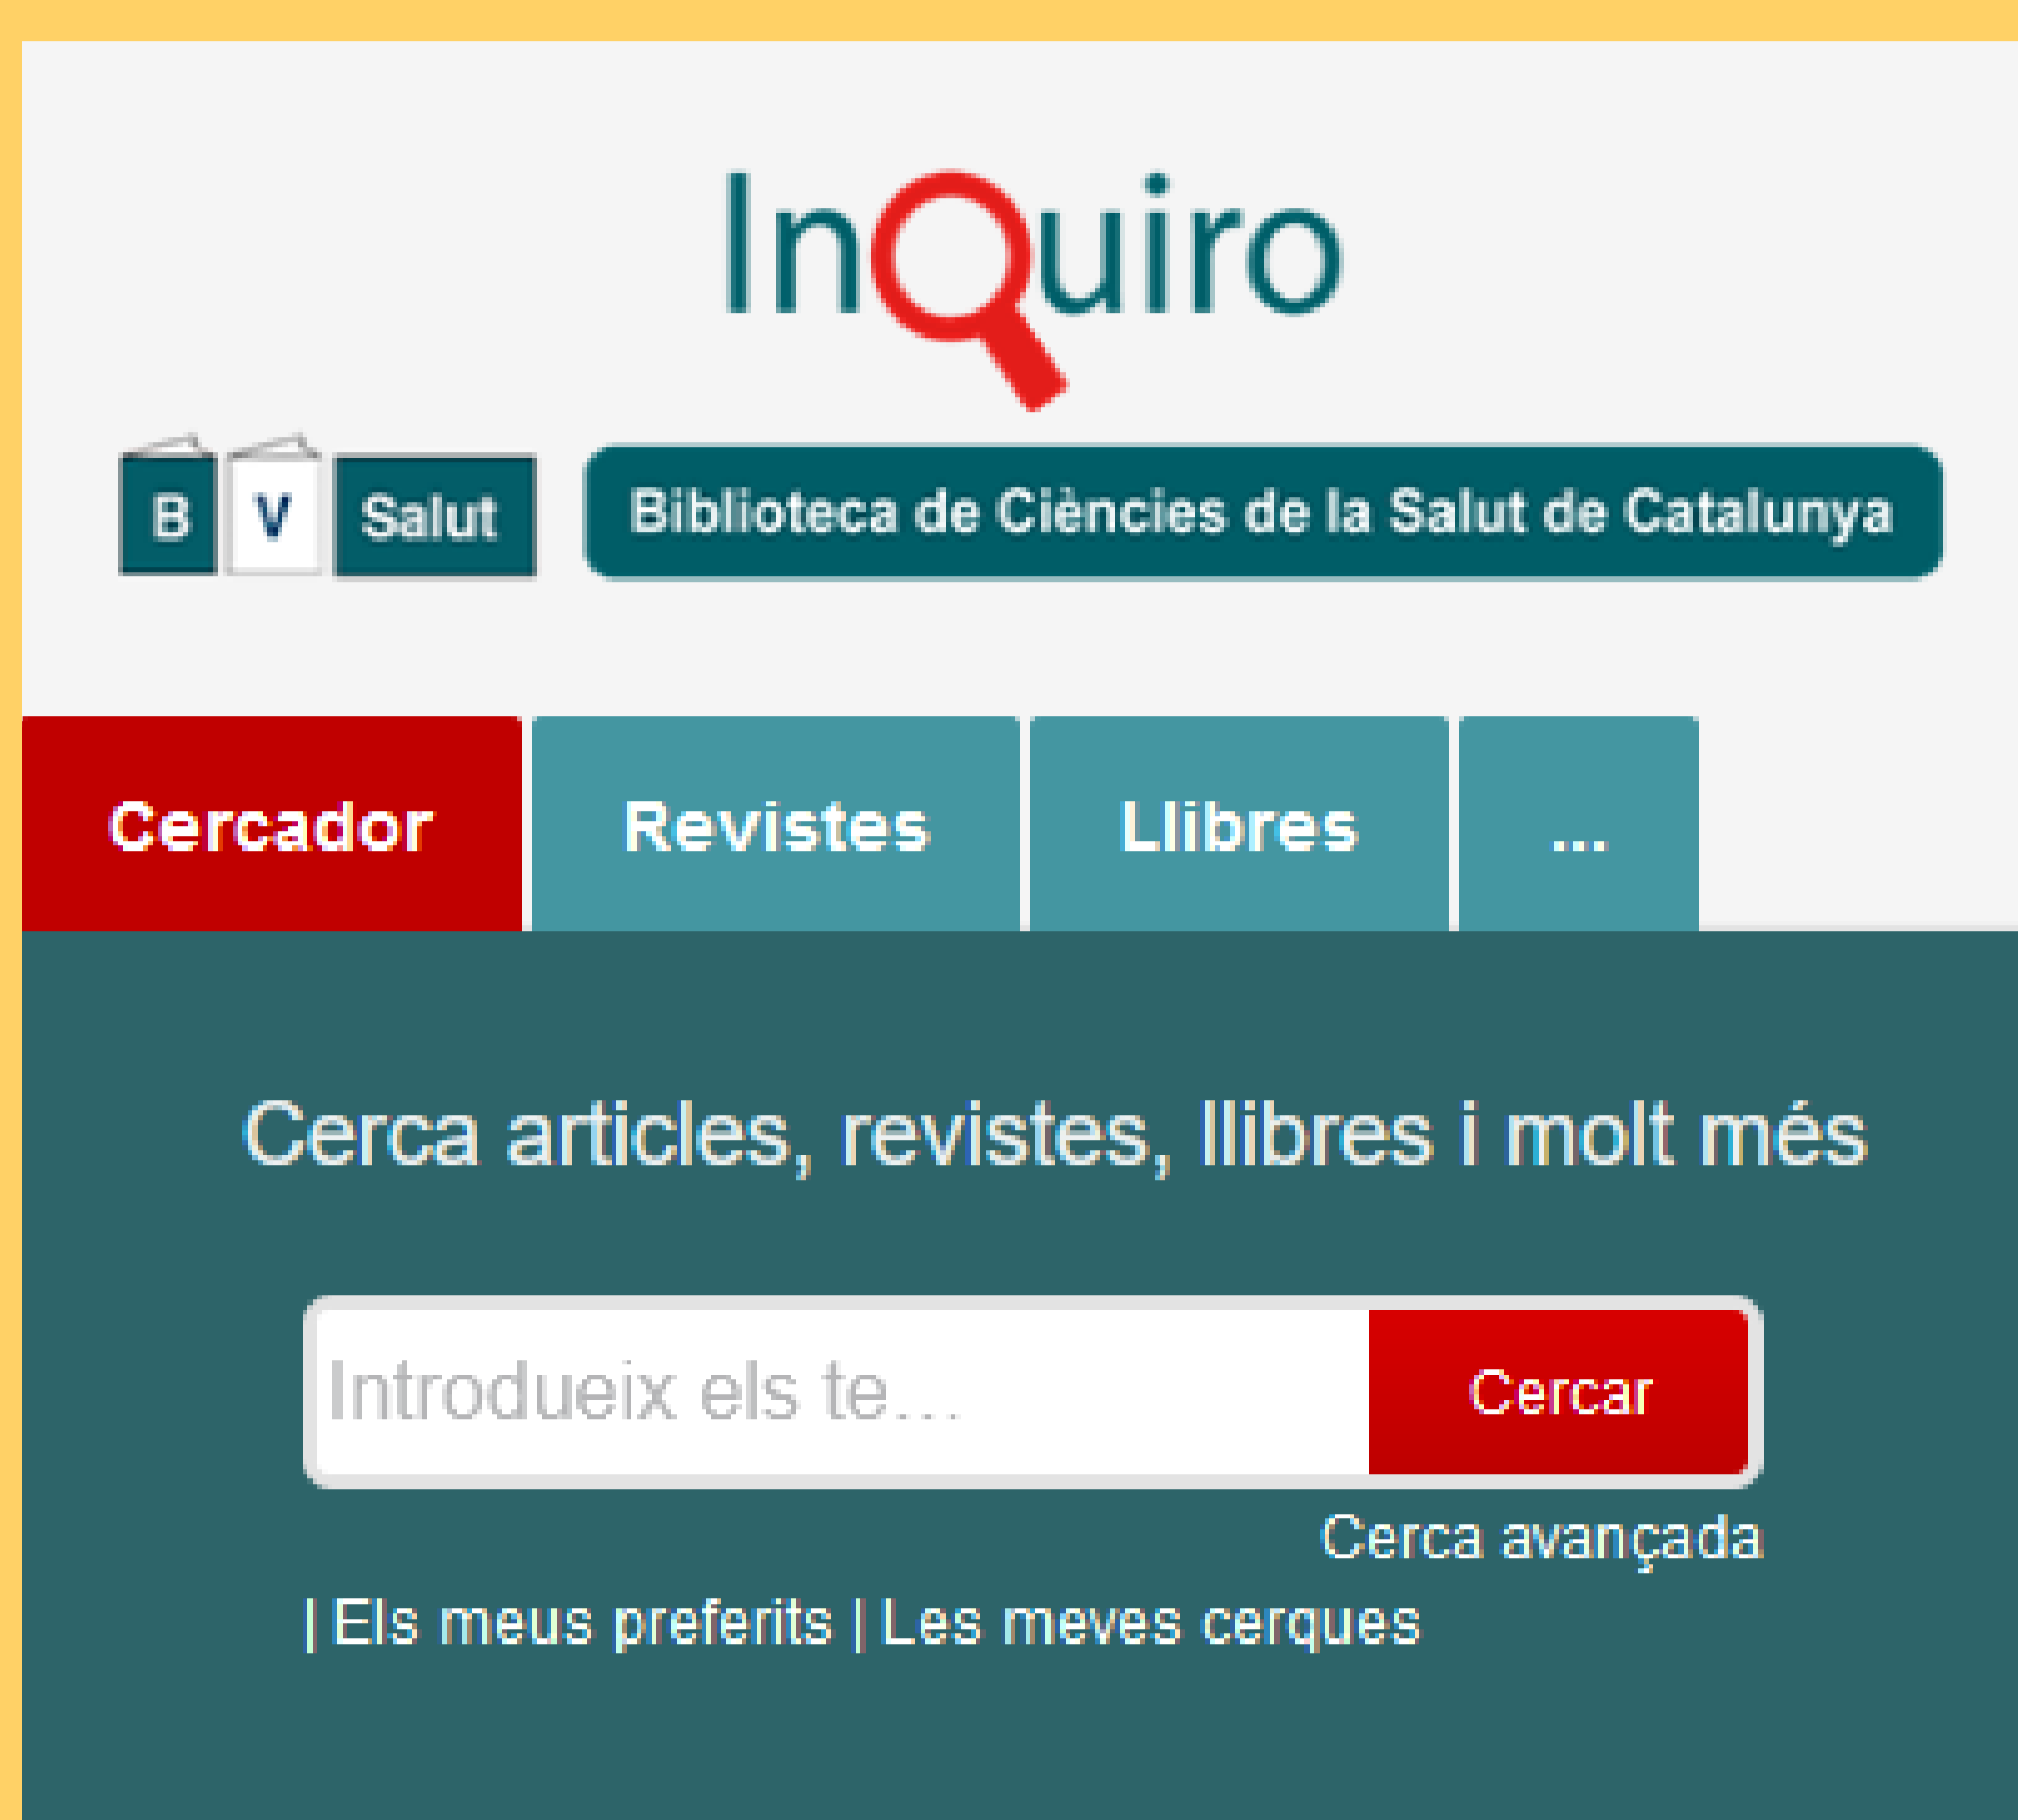 InQuiro
B V Salut Biblioteca de Ciències de la Salut de Catalunya
Cercador Revistes Llibres ...
Cerca articles, revistes, llibres i molt més
Introdueix els te... Cercar
Cerca avançada
| Els meus preferits | Les meves cerques